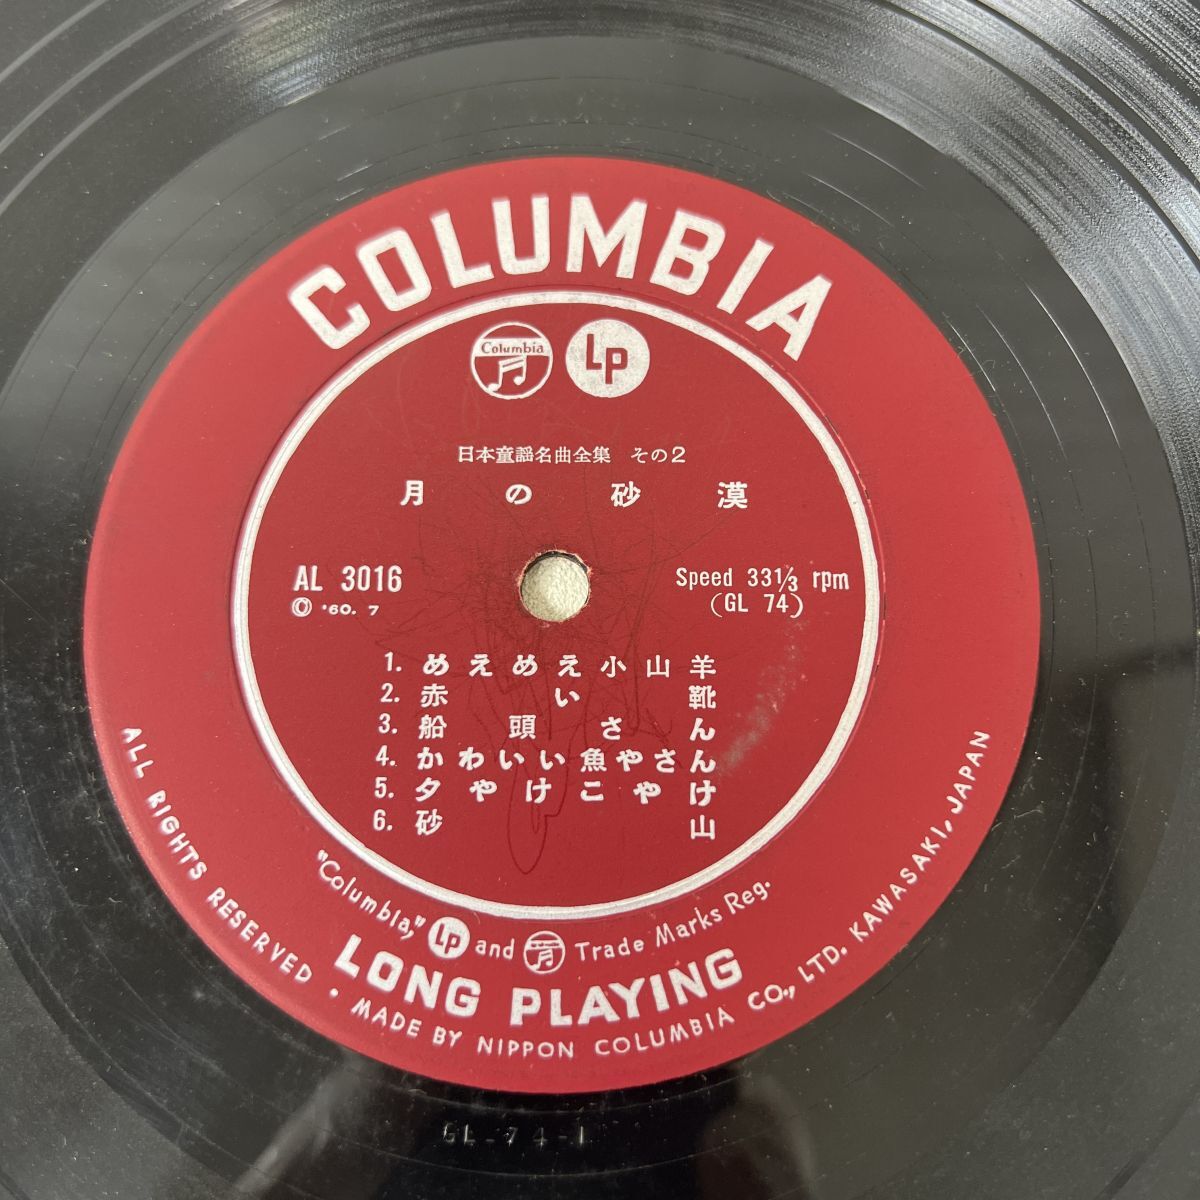 COLUMBIA
Columbia
LP
日本童謡名曲全集 その2
月の砂漠
AL 3016
Ⓒ '60. 7
Speed 33 1/3 rpm
(GL 74)
1. めえめえ小山羊
2. 赤い靴
3. 船頭さん
4. かわいい魚やさん
5. 夕やけこやけ
6. 砂山
"Columbia," LP and Trade Marks Reg.
LONG PLAYING
ALL RIGHTS RESERVED • MADE BY NIPPON COLUMBIA CO., LTD. KAWASAKI, JAPAN
GL-74-1